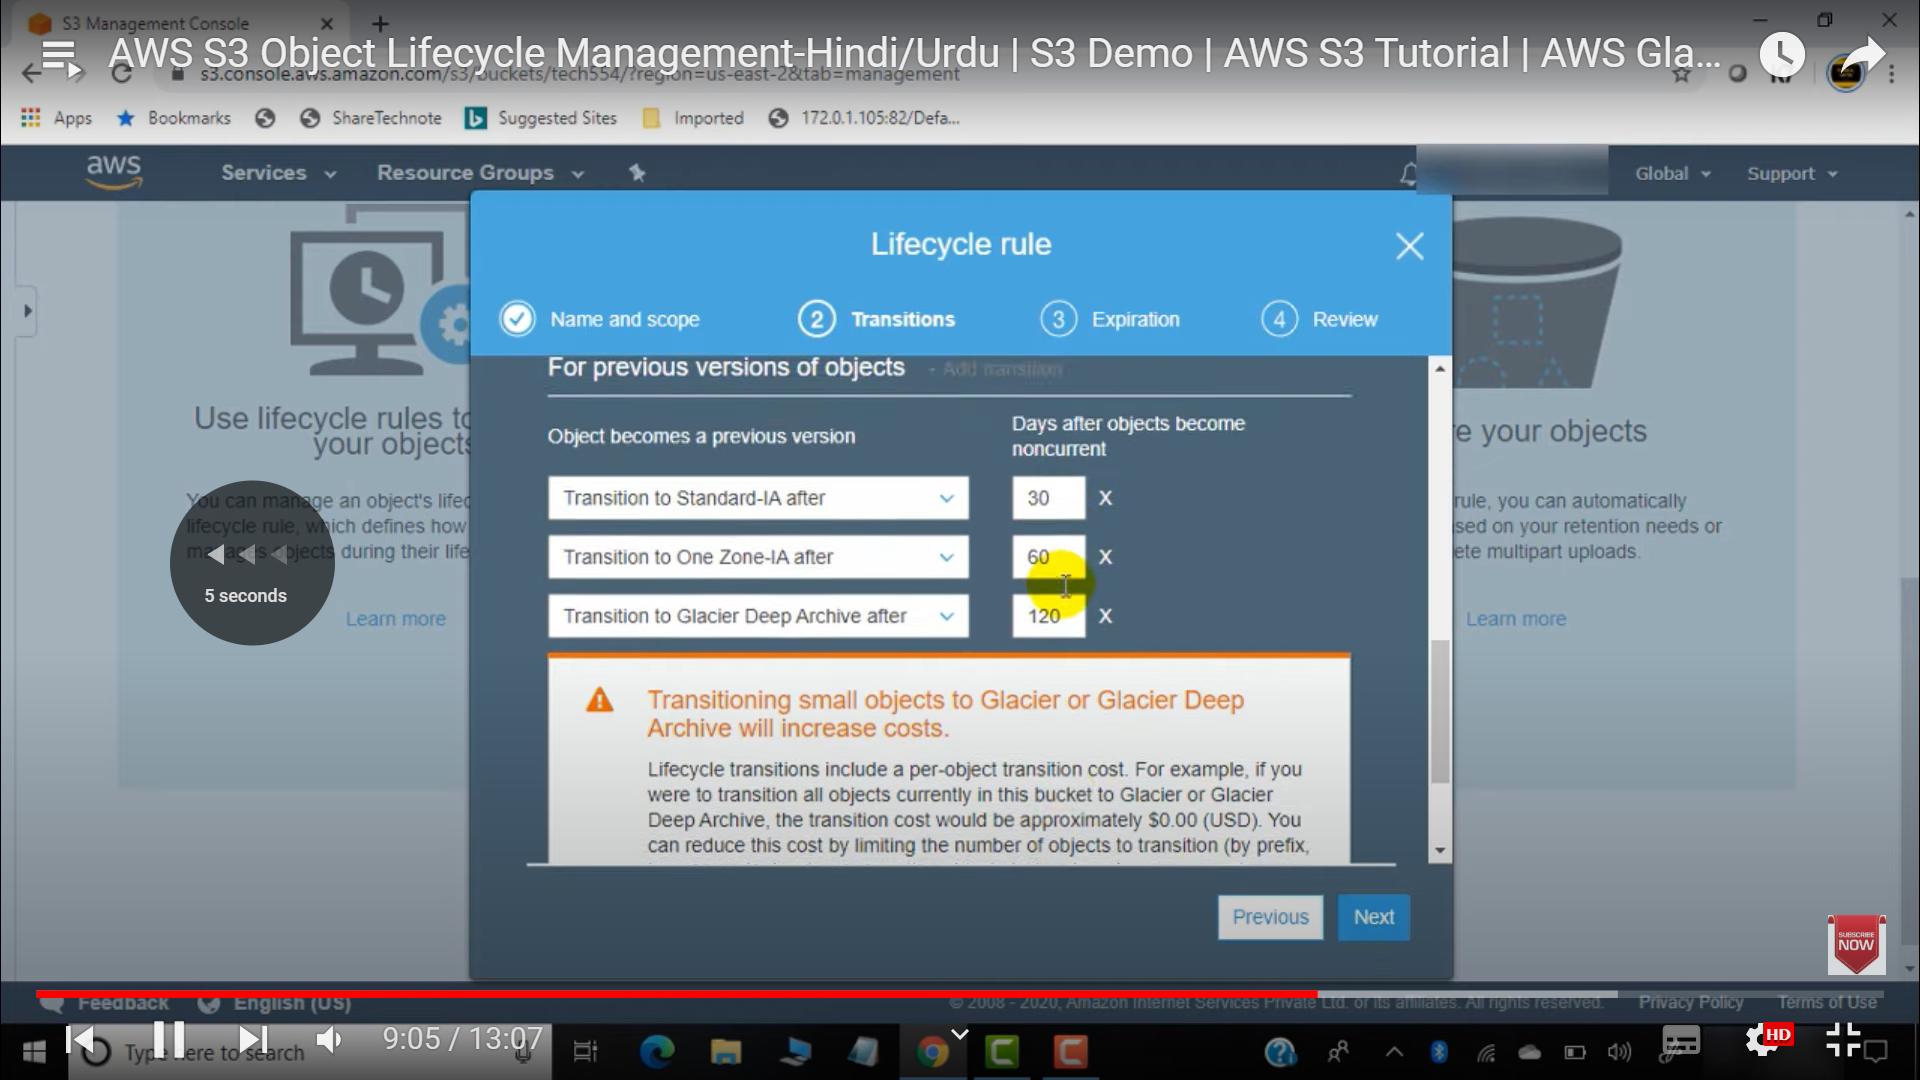 S3 Management Console
AWS S3 Object Lifecycle Management-Hindi/Urdu | S3 Demo | AWS S3 Tutorial | AWS Gla...
s3.console.aws.amazon.com/s3/buckets/tech554/?region=us-east-2&tab=management
Apps Bookmarks ShareTechnote Suggested Sites Imported 172.0.1.105:82/Defa...
aws Services Resource Groups Global Support
Lifecycle rule
Name and scope 2 Transitions 3 Expiration 4 Review
For previous versions of objects + Add transition
Object becomes a previous version
Days after objects become
noncurrent
Transition to Standard-IA after 30 X
Transition to One Zone-IA after 60 X
Transition to Glacier Deep Archive after 120 X
Transitioning small objects to Glacier or Glacier Deep
Archive will increase costs.
Lifecycle transitions include a per-object transition cost. For example, if you
were to transition all objects currently in this bucket to Glacier or Glacier
Deep Archive, the transition cost would be approximately $0.00 (USD). You
can reduce this cost by limiting the number of objects to transition (by prefix,
Previous Next
Use lifecycle rules to
your objects
You can manage an object's lifec
lifecycle rule, which defines how
manages objects during their life
5 seconds
Learn more
e your objects
rule, you can automatically
sed on your retention needs or
ete multipart uploads.
Learn more
SUBSCRIBE
NOW
Feedback English (US) © 2008 - 2020, Amazon Internet Services Private Ltd. or its affiliates. All rights reserved. Privacy Policy Terms of Use
Type here to search
9:05 / 13:07
HD